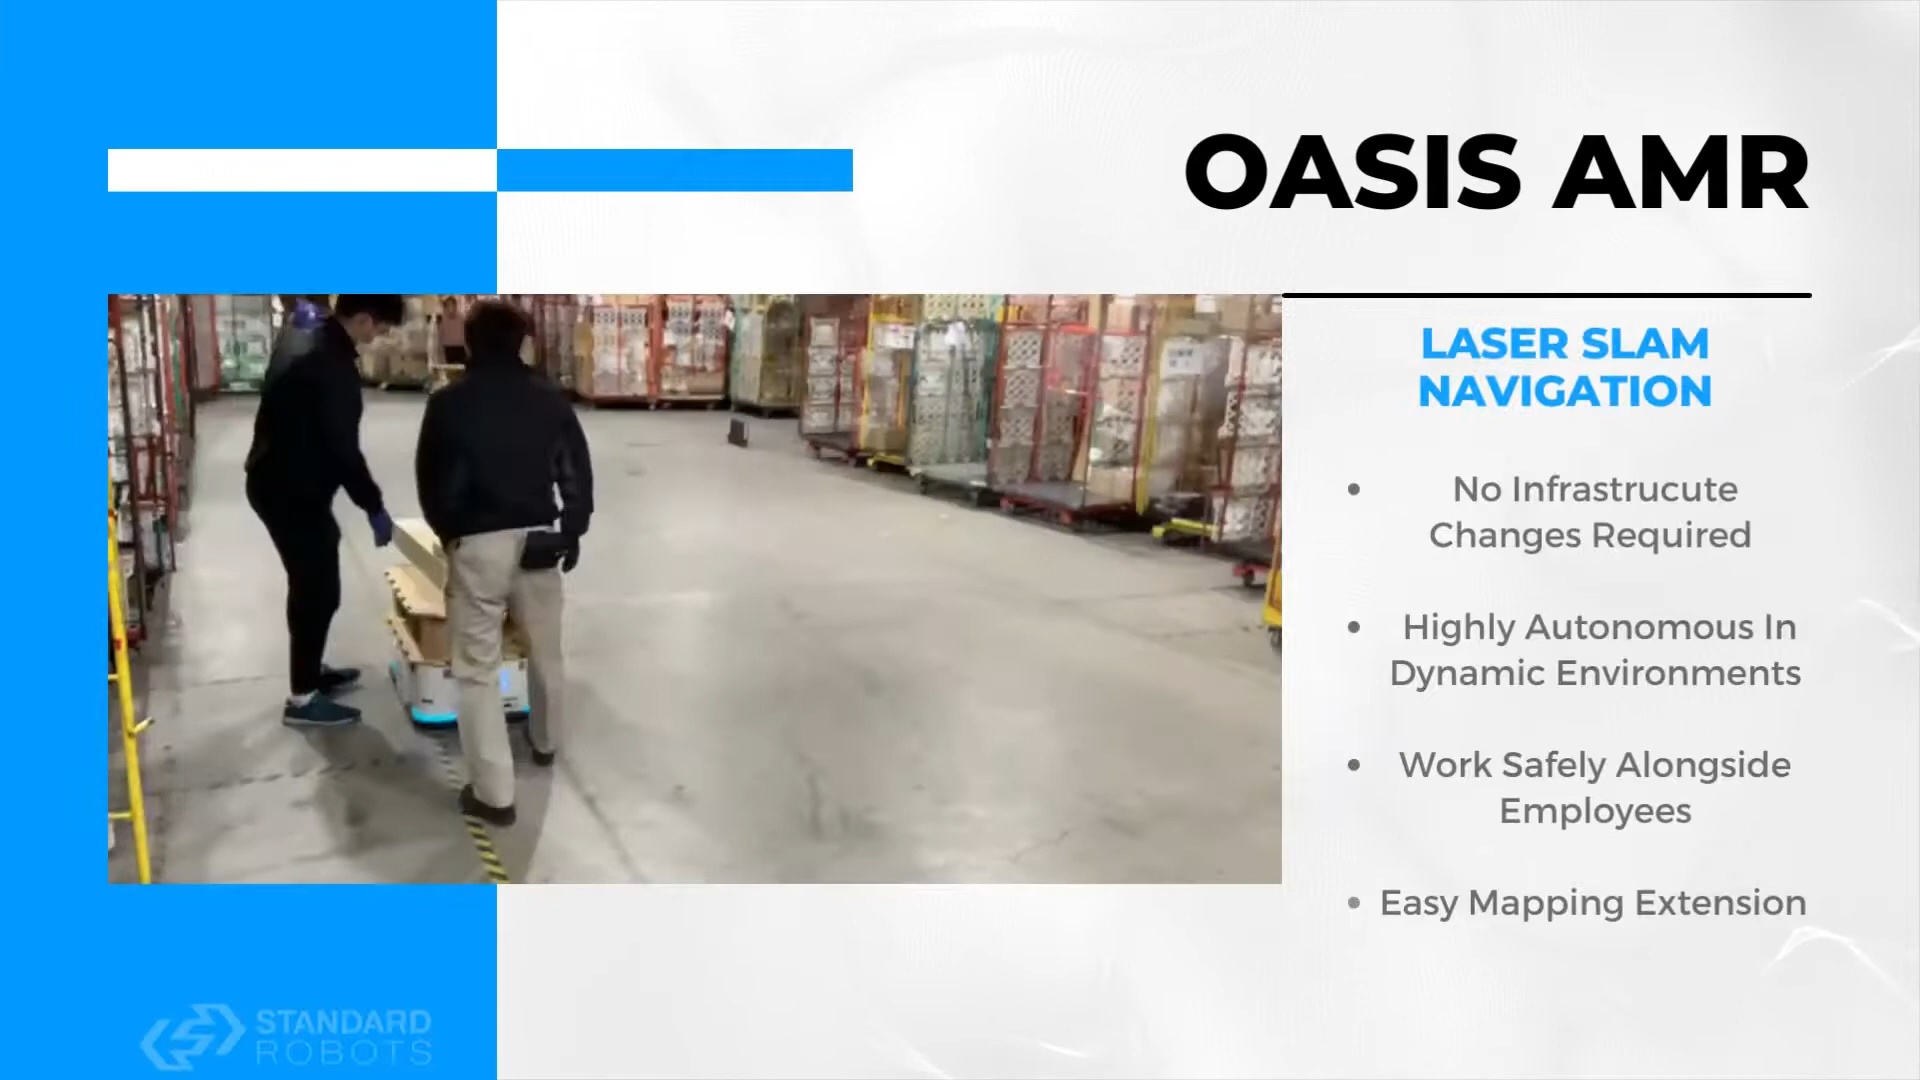 OASIS AMR
LASER SLAM
NAVIGATION
• No Infrastrucute
Changes Required
• Highly Autonomous In
Dynamic Environments
• Work Safely Alongside
Employees
• Easy Mapping Extension
STANDARD
ROBOTS